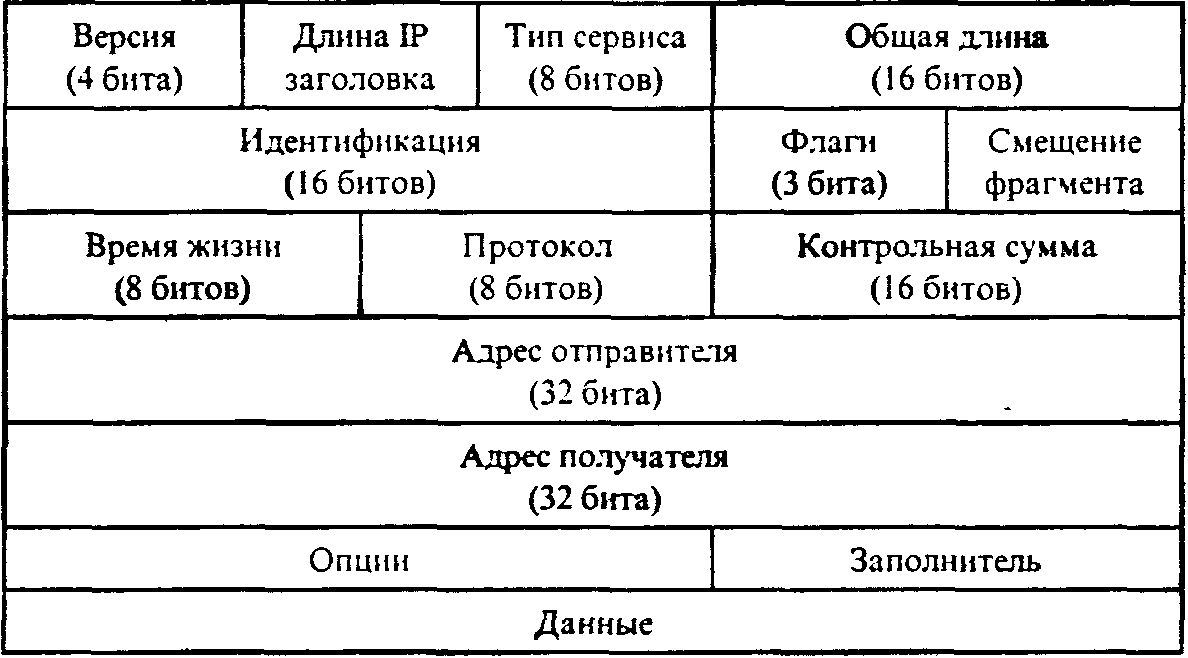 Версия
(4 бита)
Длина IP
заголовка
Тип сервиса
(8 битов)
Общая длина
(16 битов)
Идентификация
(16 битов)
Флаги
(3 бита)
Смещение
фрагмента
Время жизни
(8 битов)
Протокол
(8 битов)
Контрольная сумма
(16 битов)
Адрес отправителя
(32 бита)
Адрес получателя
(32 бита)
Опции
Заполнитель
Данные